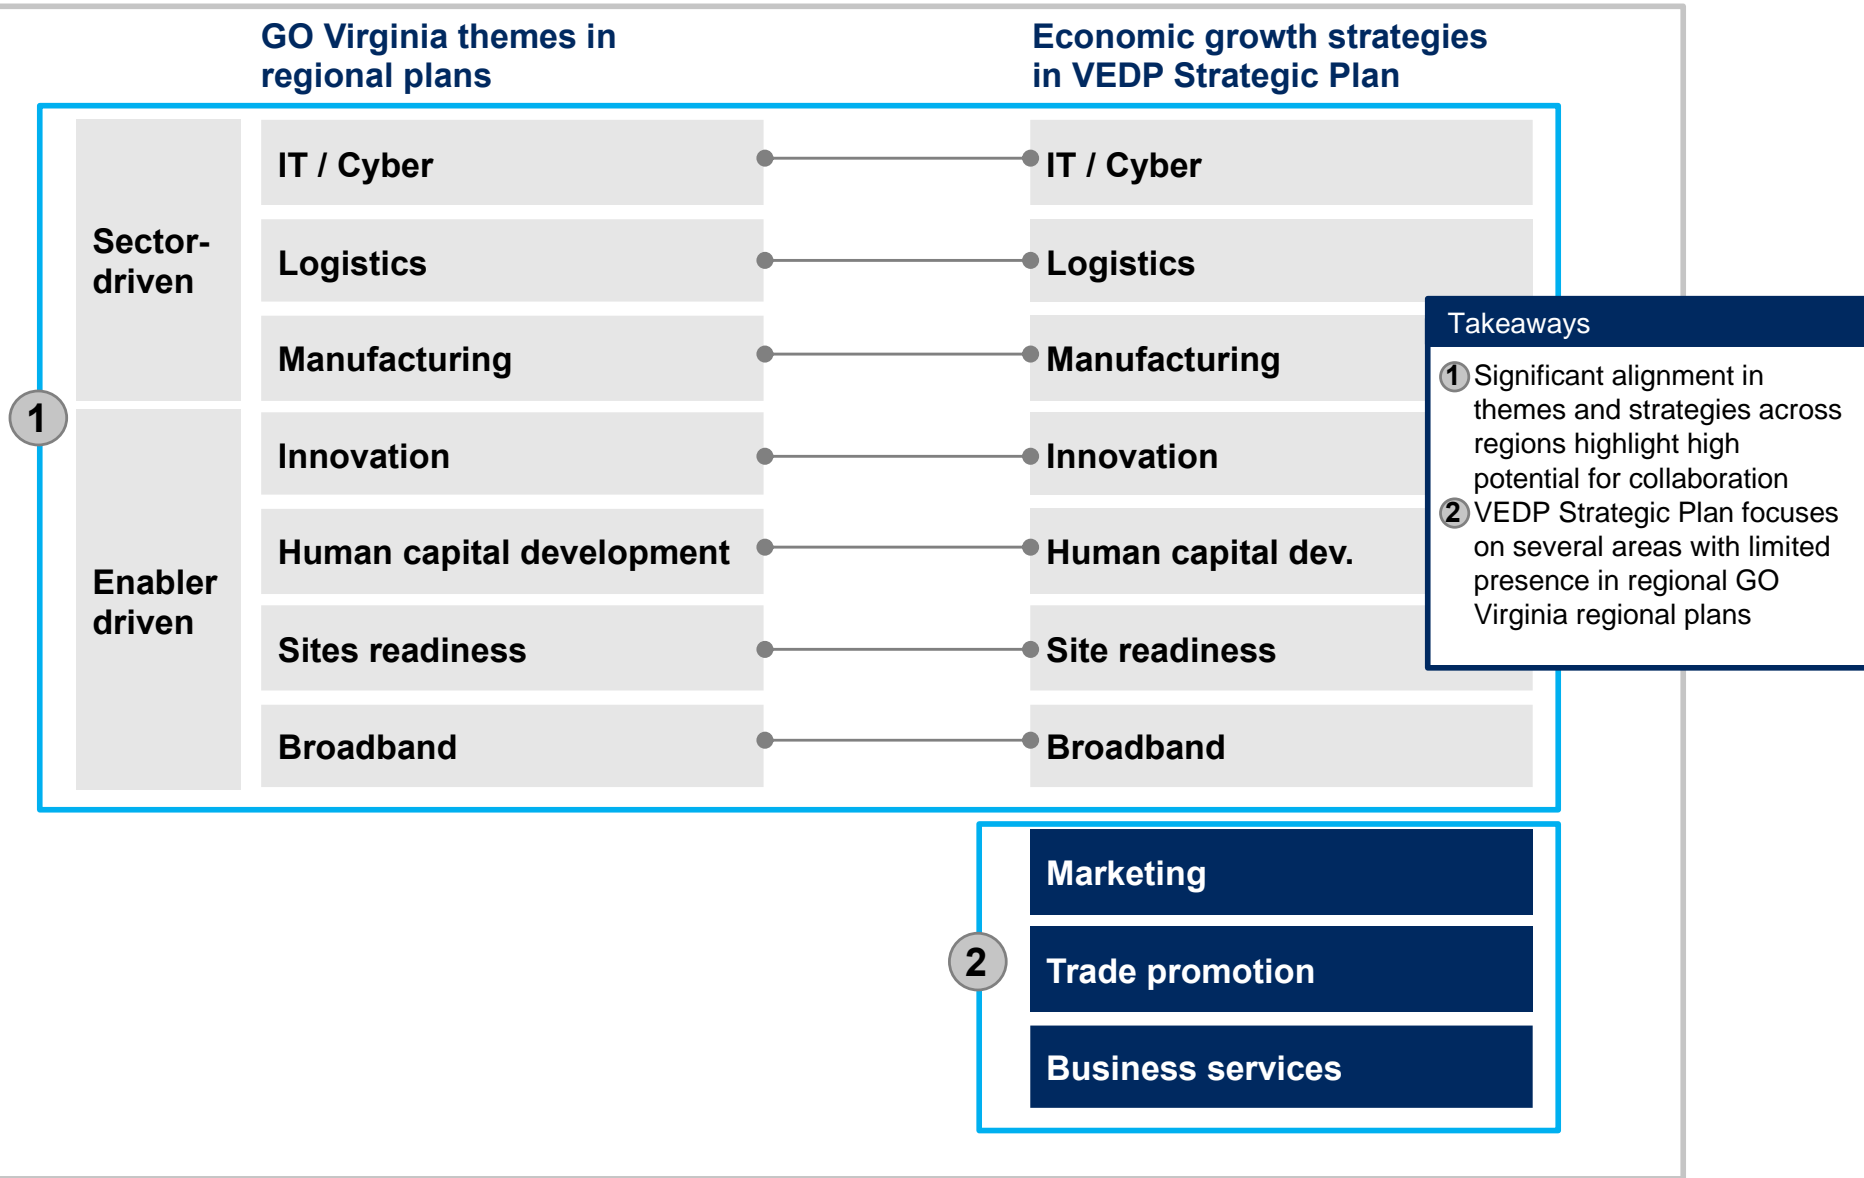 GO Virginia themes in
regional plans
Economic growth strategies
in VEDP Strategic Plan
1
Sector-
driven
IT / Cyber
IT / Cyber
Logistics
Logistics
Manufacturing
Manufacturing
Enabler
driven
Innovation
Innovation
Human capital development
Human capital dev.
Sites readiness
Site readiness
Broadband
Broadband
2
Marketing
Trade promotion
Business services
Takeaways
1 Significant alignment in
themes and strategies across
regions highlight high
potential for collaboration
2 VEDP Strategic Plan focuses
on several areas with limited
presence in regional GO
Virginia regional plans